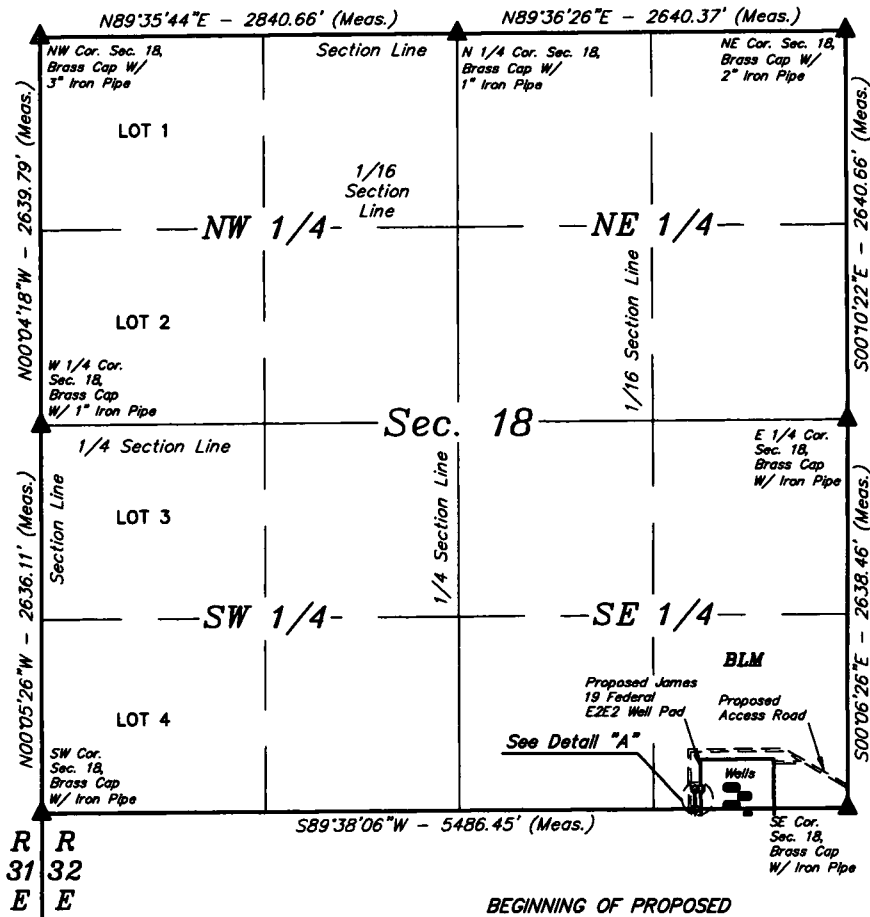 N89°35'44"E - 2840.66' (Meas.)
N89°36'26"E - 2640.37' (Meas.)
NW Cor. Sec. 18,
Brass Cap W/
3" Iron Pipe
Section Line
N 1/4 Cor. Sec. 18,
Brass Cap W/
1" Iron Pipe
NE Cor. Sec. 18,
Brass Cap W/
2" Iron Pipe
LOT 1
1/16
Section
Line
N00°04'18"W - 2639.79' (Meas.)
NW 1/4
NE 1/4
S00°10'22"E - 2640.66' (Meas.)
LOT 2
1/16 Section Line
W 1/4 Cor.
Sec. 18,
Brass Cap
W/ 1" Iron Pipe
Sec. 18
1/4 Section Line
E 1/4 Cor.
Sec. 18,
Brass Cap
W/ Iron Pipe
N00°05'26"W - 2636.11' (Meas.)
Section Line
LOT 3
1/4 Section Line
S00°06'26"E - 2638.46' (Meas.)
SW 1/4
SE 1/4
BLM
Proposed James
19 Federal
E2E2 Well Pad
Proposed
Access Road
LOT 4
See Detail "A"
Wells
SW Cor.
Sec. 18,
Brass Cap
W/ Iron Pipe
S89°38'06"W - 5486.45' (Meas.)
SE Cor.
Sec. 18,
Brass Cap
W/ Iron Pipe
R R
31 32
E E
BEGINNING OF PROPOSED